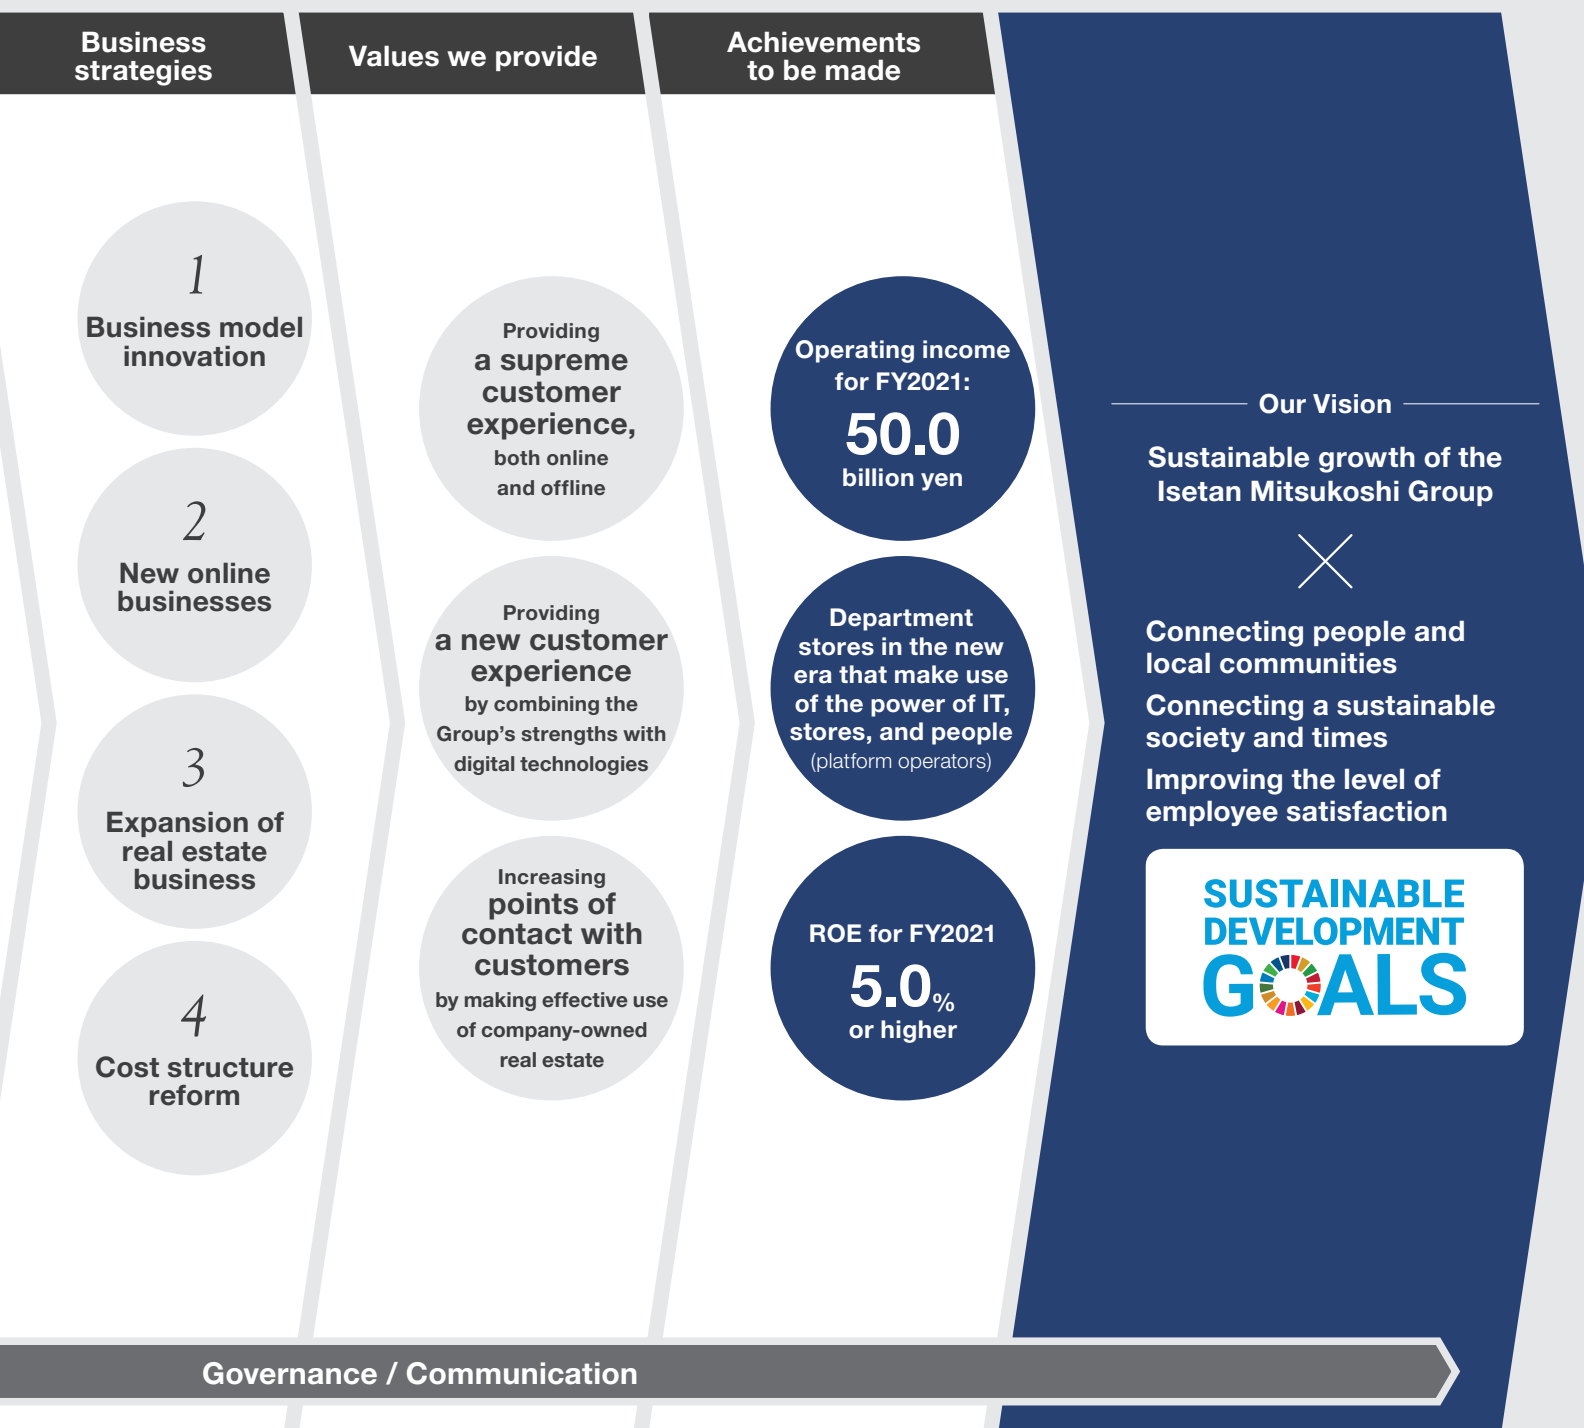 Business
strategies
Values we provide
Achievements
to be made
1
Business model
innovation
2
New online
businesses
3
Expansion of
real estate
business
4
Cost structure
reform
Providing
a supreme
customer
experience,
both online
and offline
Providing
a new customer
experience
by combining the
Group's strengths with
digital technologies
Increasing
points of
contact with
customers
by making effective use
of company-owned
real estate
Operating income
for FY2021:
50.0
billion yen
Department
stores in the new
era that make use
of the power of IT,
stores, and people
(platform operators)
ROE for FY2021
5.0%
or higher
Our Vision
Sustainable growth of the
Isetan Mitsukoshi Group
Connecting people and
local communities
Connecting a sustainable
society and times
Improving the level of
employee satisfaction
SUSTAINABLE
DEVELOPMENT
GOALS
Governance / Communication